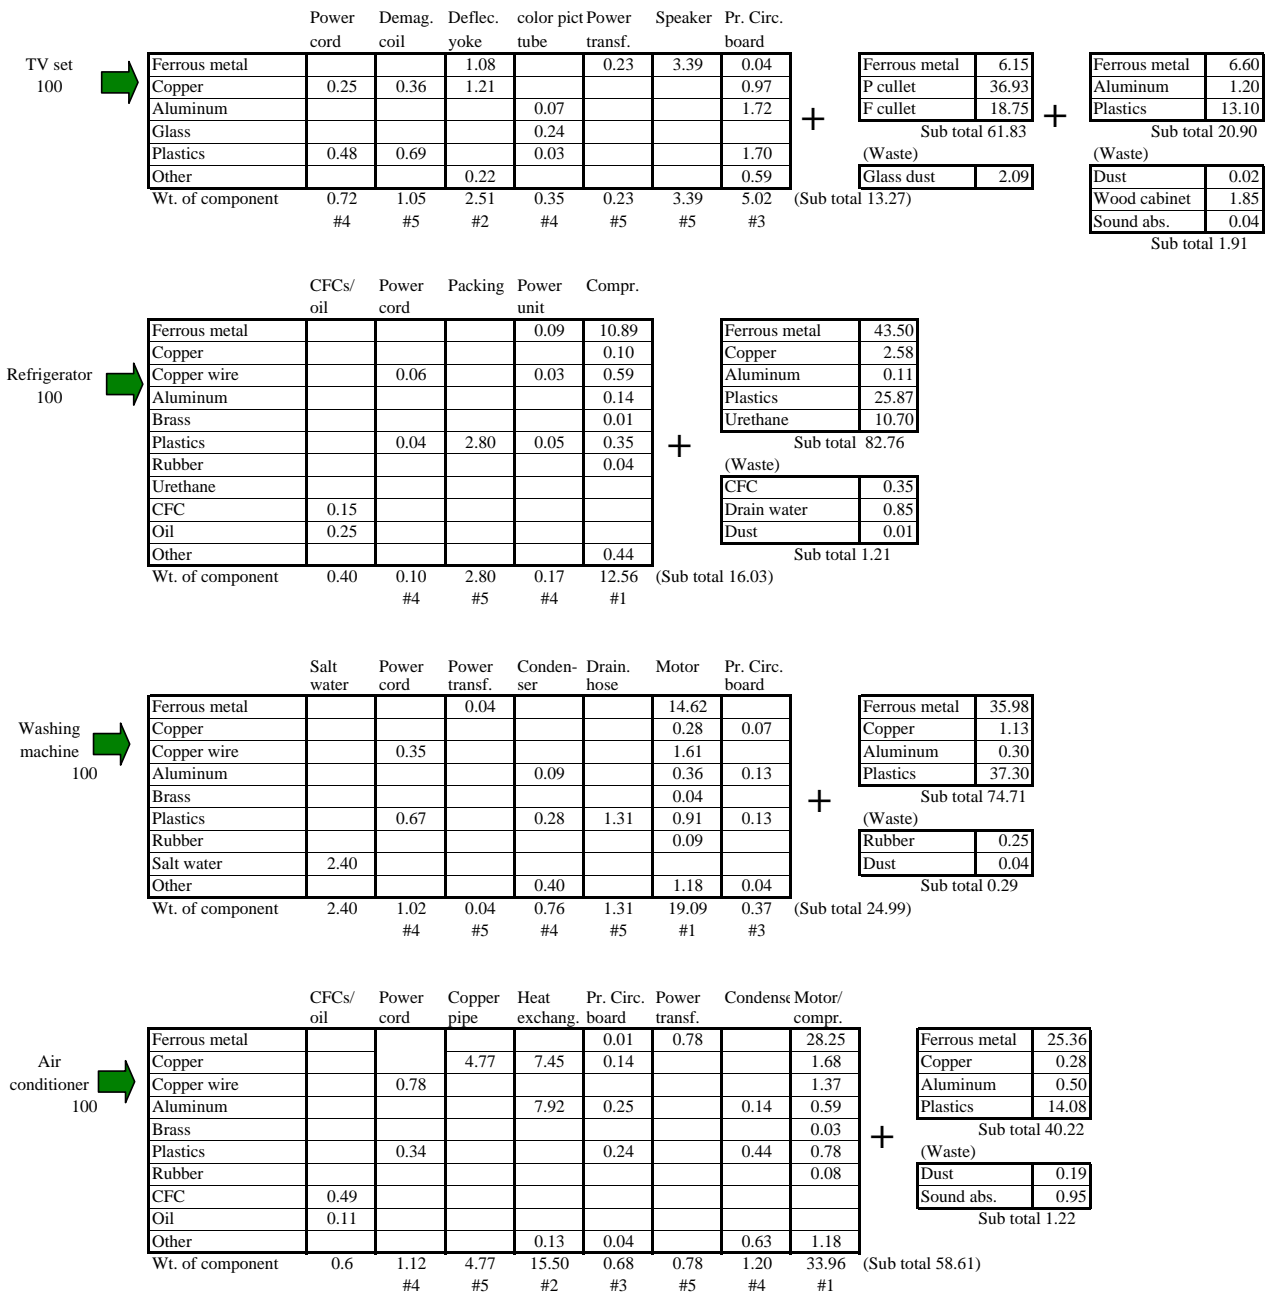 Power Demag. Deflec. color pict Power Speaker Pr. Circ.
cord coil yoke tube transf. board
TV set
100
Ferrous metal 1.08 0.23 3.39 0.04
Copper 0.25 0.36 1.21 0.97
Aluminum 0.07 1.72
Glass 0.24
Plastics 0.48 0.69 0.03 1.70
Other 0.22 0.59
Wt. of component 0.72 1.05 2.51 0.35 0.23 3.39 5.02 (Sub total 13.27)
#4 #5 #2 #4 #5 #5 #3
+
Ferrous metal 6.15
P cullet 36.93
F cullet 18.75
Sub total 61.83
(Waste)
Glass dust 2.09
+
Ferrous metal 6.60
Aluminum 1.20
Plastics 13.10
Sub total 20.90
(Waste)
Dust 0.02
Wood cabinet 1.85
Sound abs. 0.04
Sub total 1.91
CFCs/ Power Packing Power Compr.
oil cord unit
Refrigerator
100
Ferrous metal 0.09 10.89
Copper 0.10
Copper wire 0.06 0.03 0.59
Aluminum 0.14
Brass 0.01
Plastics 0.04 2.80 0.05 0.35
Rubber 0.04
Urethane
CFC 0.15
Oil 0.25
Other 0.44
Wt. of component 0.40 0.10 2.80 0.17 12.56 (Sub total 16.03)
#4 #5 #4 #1
+
Ferrous metal 43.50
Copper 2.58
Aluminum 0.11
Plastics 25.87
Urethane 10.70
Sub total 82.76
(Waste)
CFC 0.35
Drain water 0.85
Dust 0.01
Sub total 1.21
Salt Power Power Conden- Drain. Motor Pr. Circ.
water cord transf. ser hose board
Washing
machine
100
Ferrous metal 0.04 14.62
Copper 0.28 0.07
Copper wire 0.35 1.61
Aluminum 0.09 0.36 0.13
Brass 0.04
Plastics 0.67 0.28 1.31 0.91 0.13
Rubber 0.09
Salt water 2.40
Other 0.40 1.18 0.04
Wt. of component 2.40 1.02 0.04 0.76 1.31 19.09 0.37 (Sub total 24.99)
#4 #5 #4 #5 #1 #3
+
Ferrous metal 35.98
Copper 1.13
Aluminum 0.30
Plastics 37.30
Sub total 74.71
(Waste)
Rubber 0.25
Dust 0.04
Sub total 0.29
CFCs/ Power Copper Heat Pr. Circ. Power Condense Motor/
oil cord pipe exchang. board transf. compr.
Air
conditioner
100
Ferrous metal 0.01 0.78 28.25
Copper 4.77 7.45 0.14 1.68
Copper wire 0.78 1.37
Aluminum 7.92 0.25 0.14 0.59
Brass 0.03
Plastics 0.34 0.24 0.44 0.78
Rubber 0.08
CFC 0.49
Oil 0.11
Other 0.13 0.04 0.63 1.18
Wt. of component 0.6 1.12 4.77 15.50 0.68 0.78 1.20 33.96 (Sub total 58.61)
#4 #5 #2 #3 #5 #4 #1
+
Ferrous metal 25.36
Copper 0.28
Aluminum 0.50
Plastics 14.08
Sub total 40.22
(Waste)
Dust 0.19
Sound abs. 0.95
Sub total 1.22